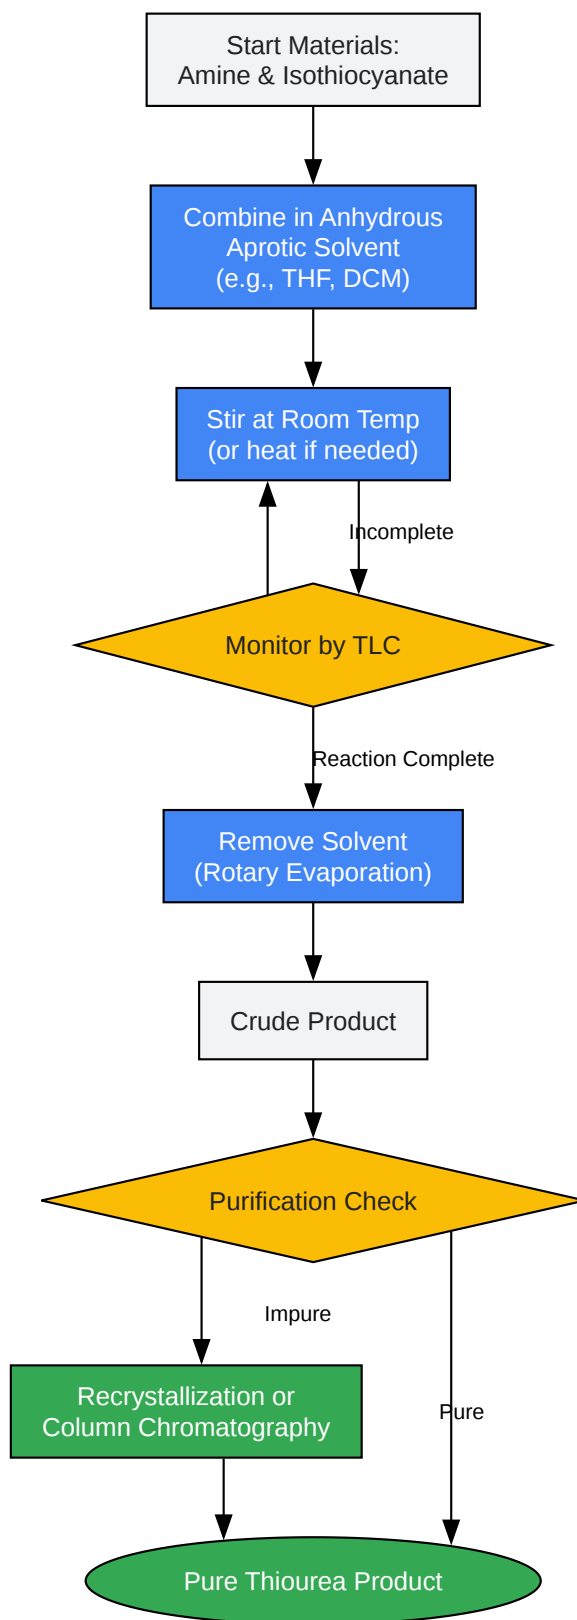 Start Materials:
Amine & Isothiocyanate
Combine in Anhydrous
Aprotic Solvent
(e.g., THF, DCM)
Stir at Room Temp
(or heat if needed)
Incomplete
Monitor by TLC
Reaction Complete
Remove Solvent
(Rotary Evaporation)
Crude Product
Purification Check
Impure
Recrystallization or
Column Chromatography
Pure
Pure Thiourea Product